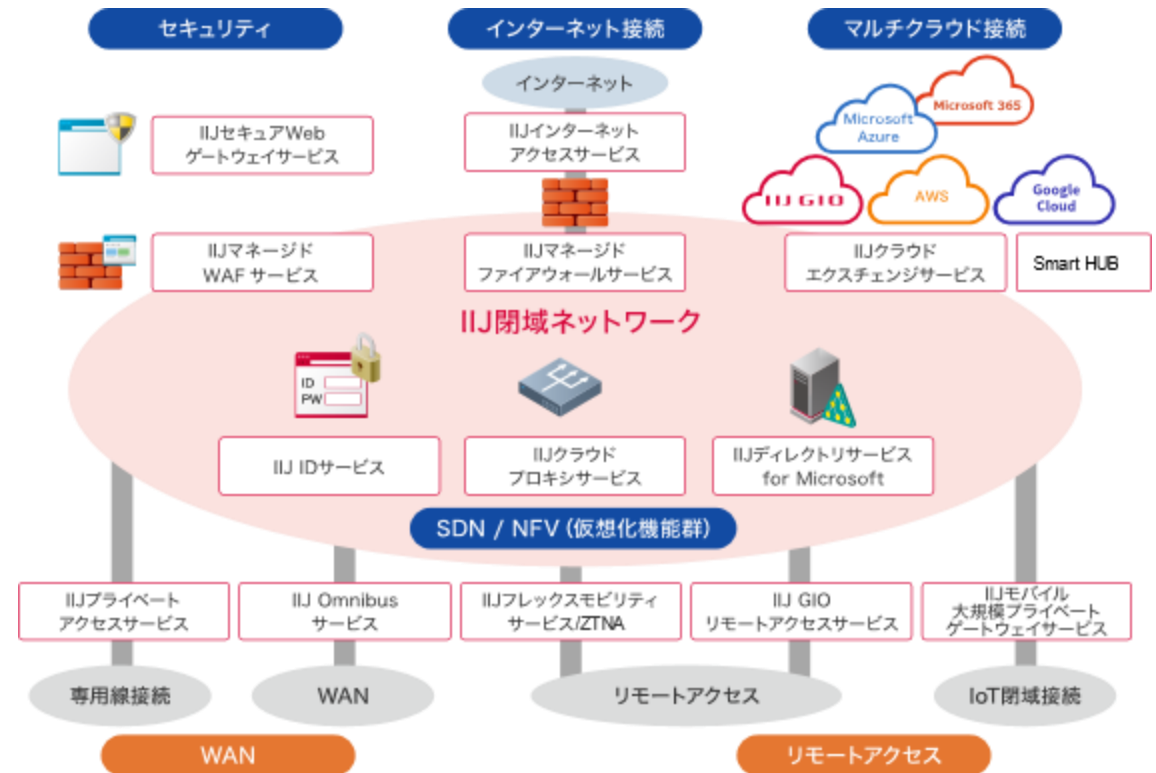 セキュリティ
インターネット接続
マルチクラウド接続
インターネット
Microsoft 365
Microsoft
Azure
IIJセキュアWeb
ゲートウェイサービス
IIJインターネット
アクセスサービス
IIJ GIO
AWS
Google
Cloud
IIJマネージド
WAF サービス
IIJマネージド
ファイアウォールサービス
IIJクラウド
エクスチェンジサービス
Smart HUB
IIJ閉域ネットワーク
ID
PW
IIJ IDサービス
IIJクラウド
プロキシサービス
IIJディレクトリサービス
for Microsoft
SDN / NFV（仮想化機能群）
IIJプライベート
アクセスサービス
IIJ Omnibus
サービス
IIJフレックスモビリティ
サービス/ZTNA
IIJ GIO
リモートアクセスサービス
IIJモバイル
大規模プライベート
ゲートウェイサービス
専用線接続
WAN
リモートアクセス
IoT閉域接続
WAN
リモートアクセス